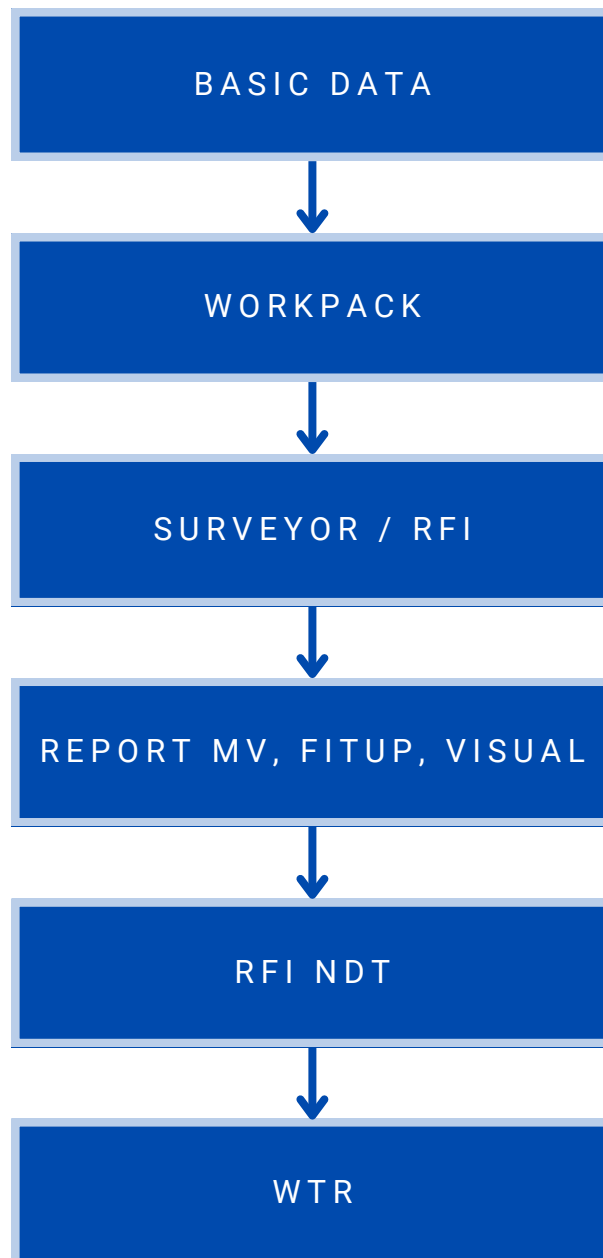 BASIC DATA
WORKPACK
SURVEYOR / RFI
REPORT MV, FITUP, VISUAL
RFI NDT
WTR